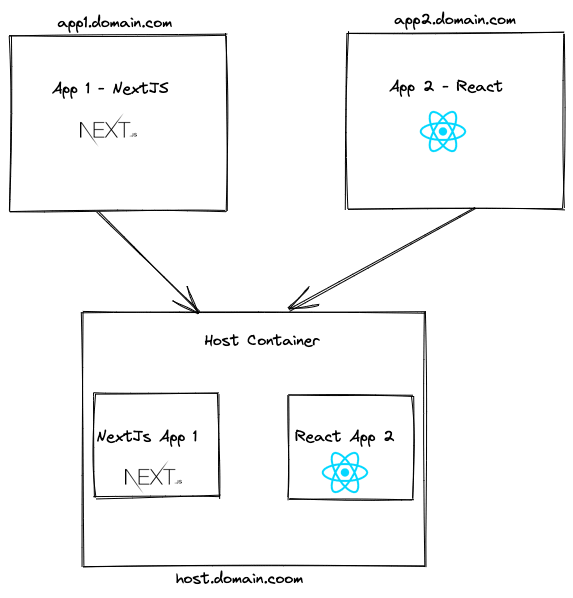 app1.domain.com
app2.domain.com
App 1 - NextJS
App 2 - React
NEXT.JS
Host Container
NextJs App 1
React App 2
NEXT.JS
host.domain.coom